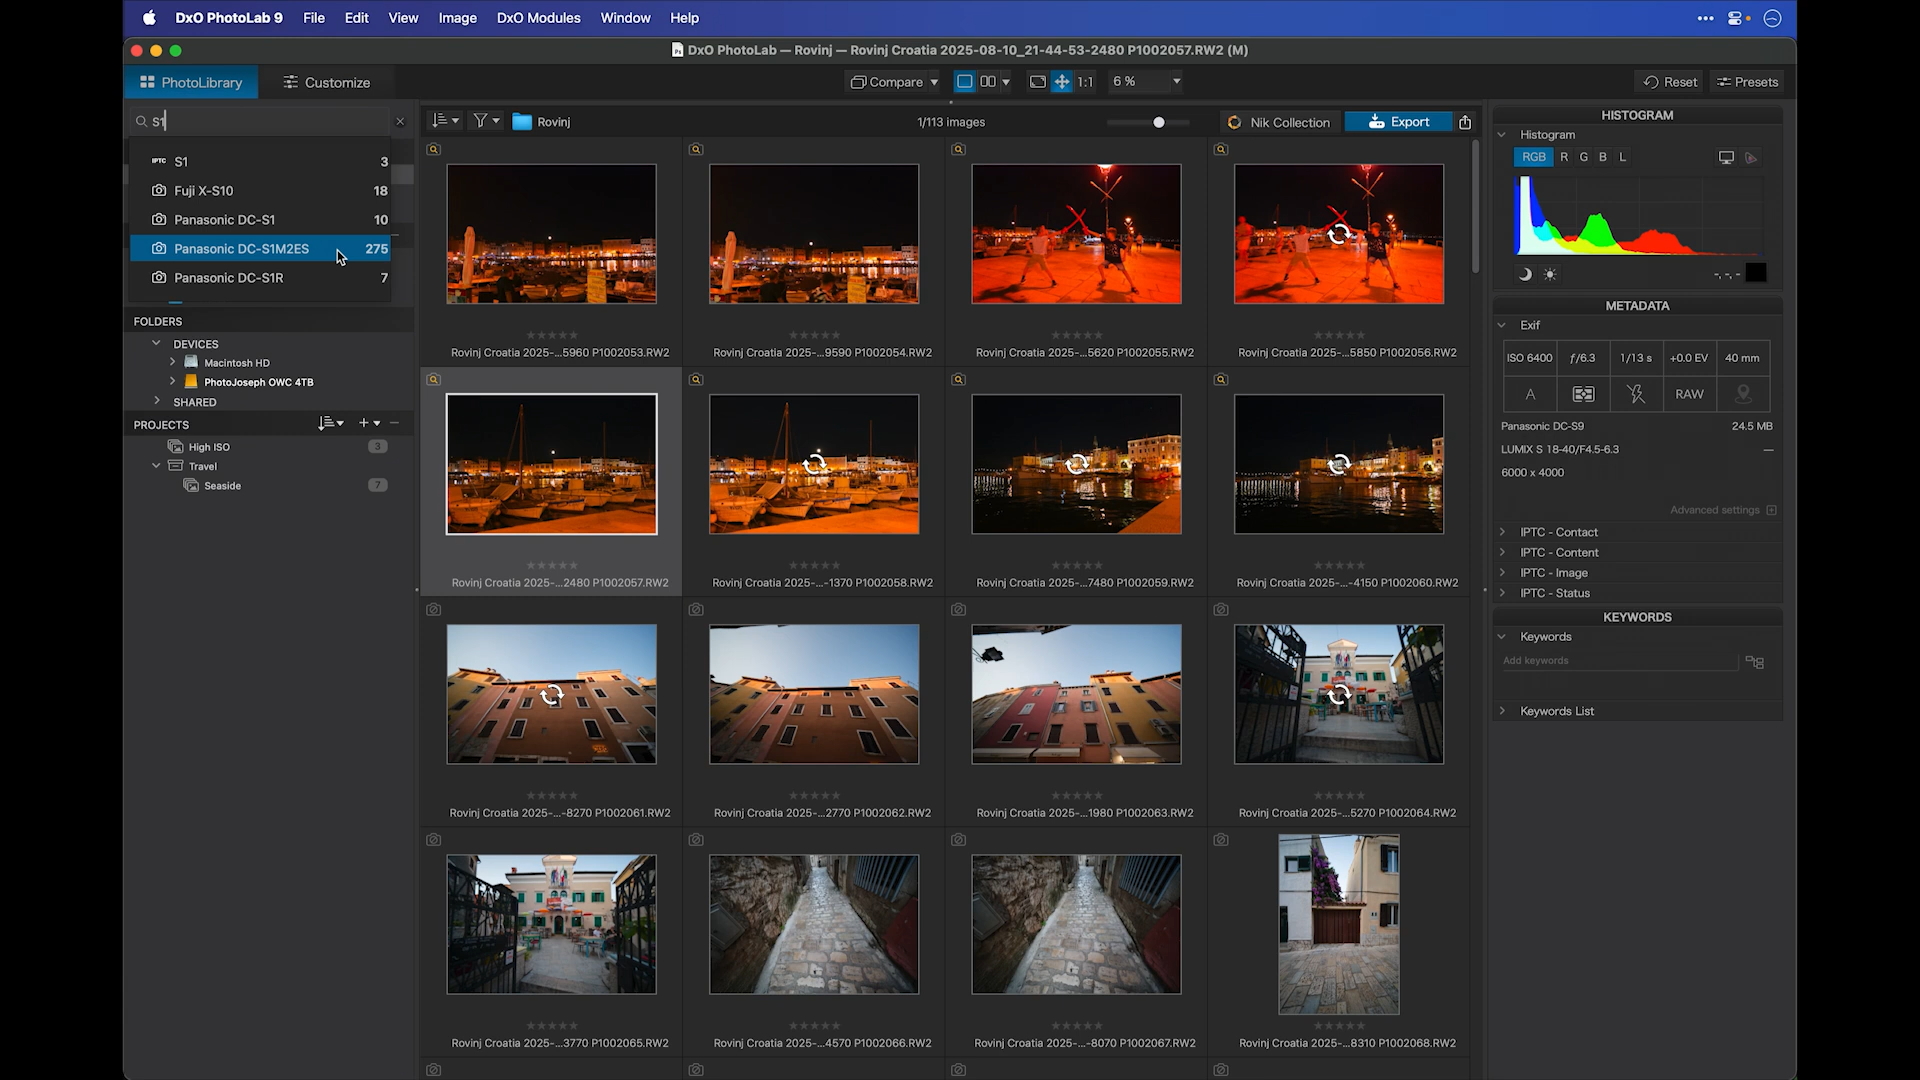 DxO PhotoLab 9 File Edit View Image DxO Modules Window Help
DxO PhotoLab — Rovinj — Rovinj Croatia 2025-08-10_21-44-53-2480 P1002057.RW2 (M)
PhotoLibrary Customize Compare 1:1 6 % Reset Presets
S1 Rovinj 1/113 images Nik Collection Export
IPTC S1 3
Fuji X-S10 18
Panasonic DC-S1 10
Panasonic DC-S1M2ES 275
Panasonic DC-S1R 7
FOLDERS
DEVICES
Macintosh HD
PhotoJoseph OWC 4TB
SHARED
PROJECTS
High ISO 3
Travel
Seaside 7
Rovinj Croatia 2025-...5960 P1002053.RW2
Rovinj Croatia 2025-...9590 P1002054.RW2
Rovinj Croatia 2025-...5620 P1002055.RW2
Rovinj Croatia 2025-...5850 P1002056.RW2
Rovinj Croatia 2025-...2480 P1002057.RW2
Rovinj Croatia 2025-...-1370 P1002058.RW2
Rovinj Croatia 2025-...7480 P1002059.RW2
Rovinj Croatia 2025-...-4150 P1002060.RW2
Rovinj Croatia 2025-...-8270 P1002061.RW2
Rovinj Croatia 2025-...2770 P1002062.RW2
Rovinj Croatia 2025-...1980 P1002063.RW2
Rovinj Croatia 2025-...5270 P1002064.RW2
Rovinj Croatia 2025-...3770 P1002065.RW2
Rovinj Croatia 2025-...4570 P1002066.RW2
Rovinj Croatia 2025-...-8070 P1002067.RW2
Rovinj Croatia 2025-...8310 P1002068.RW2
HISTOGRAM
Histogram
RGB R G B L
-,-,-
METADATA
Exif
ISO 6400 ƒ/6.3 1/13 s +0.0 EV 40 mm
A RAW
Panasonic DC-S9 24.5 MB
LUMIX S 18-40/F4.5-6.3 —
6000 x 4000
Advanced settings
IPTC - Contact
IPTC - Content
IPTC - Image
IPTC - Status
KEYWORDS
Keywords
Add keywords
Keywords List